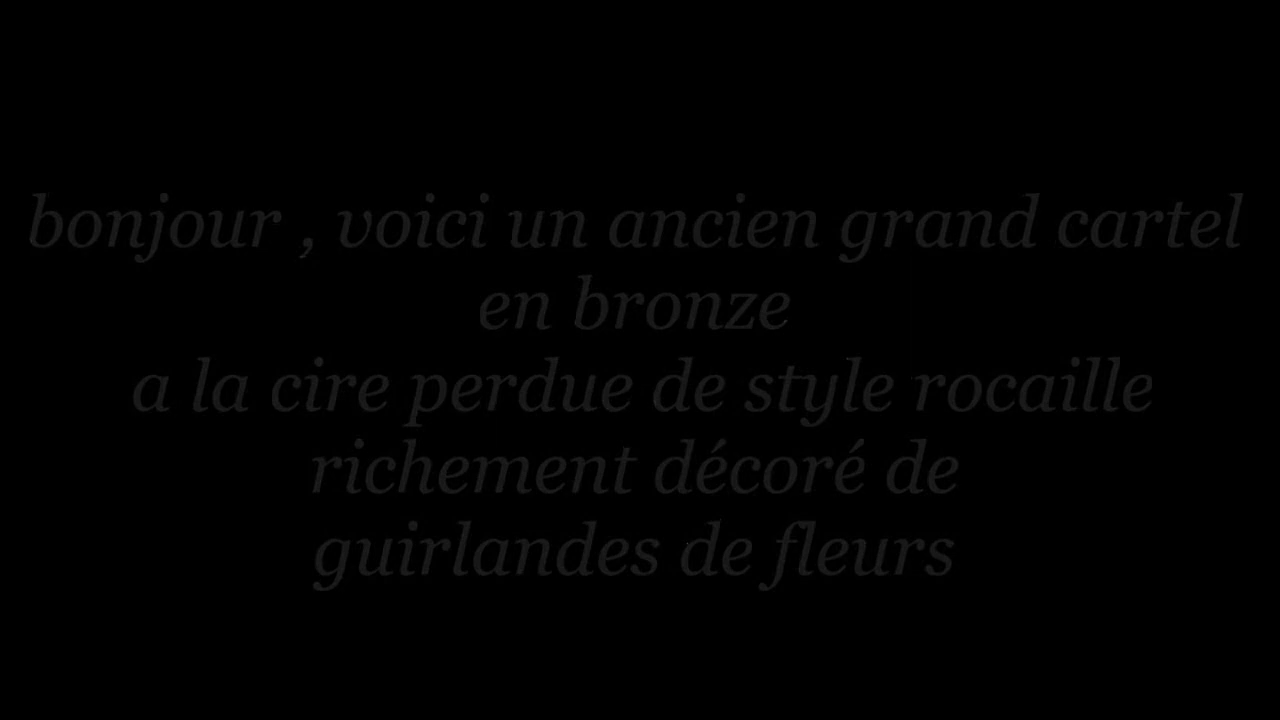 bonjour , voici un ancien grand cartel
en bronze
a la cire perdue de style rocaille
richement décoré de
guirlandes de fleurs